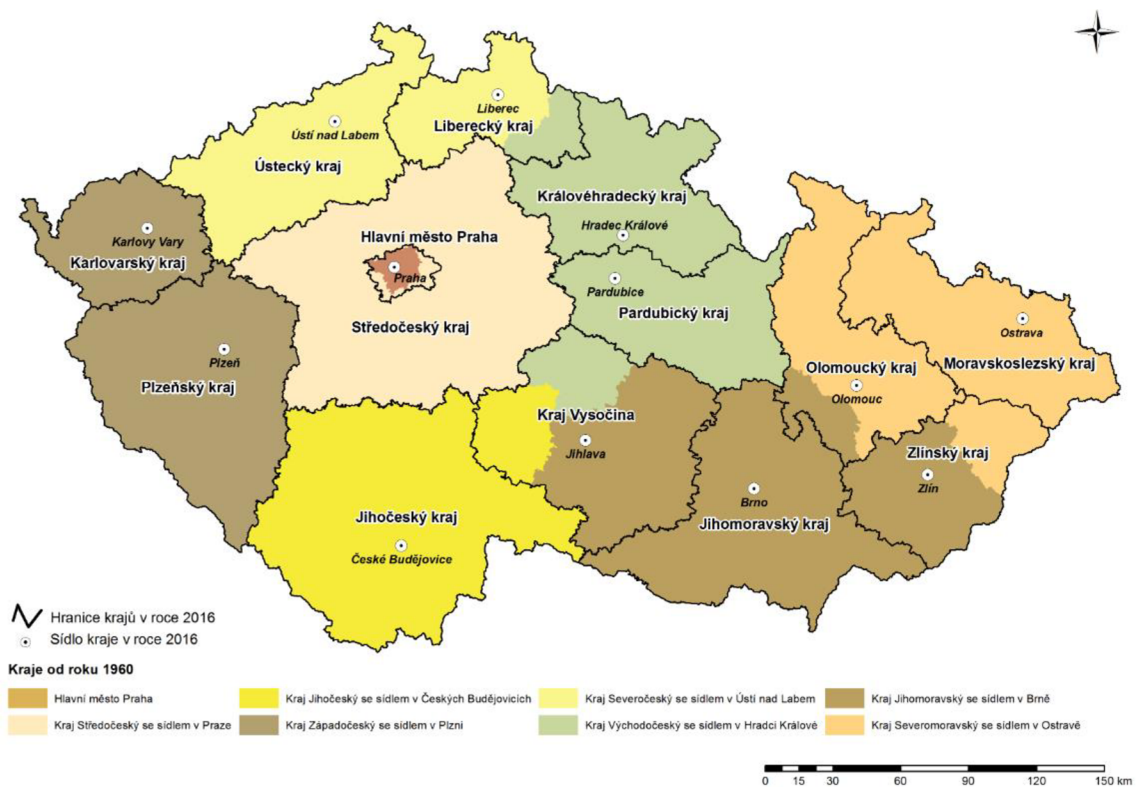 Liberec
Liberecký kraj
Ústí nad Labem
Ústecký kraj
Královéhradecký kraj
Hradec Králové
Karlovy Vary
Karlovarský kraj
Hlavní město Praha
Praha
Pardubice
Pardubický kraj
Středočeský kraj
Ostrava
Moravskoslezský kraj
Plzeň
Plzeňský kraj
Olomoucký kraj
Olomouc
Kraj Vysočina
Jihlava
Zlínský kraj
Zlín
Brno
Jihomoravský kraj
Jihočeský kraj
České Budějovice
Hranice krajů v roce 2016
Sídlo kraje v roce 2016
Kraje od roku 1960
Hlavní město Praha
Kraj Jihočeský se sídlem v Českých Budějovicích
Kraj Severočeský se sídlem v Ústí nad Labem
Kraj Jihomoravský se sídlem v Brně
Kraj Středočeský se sídlem v Praze
Kraj Západočeský se sídlem v Plzni
Kraj Východočeský se sídlem v Hradci Králové
Kraj Severomoravský se sídlem v Ostravě
0 15 30 60 90 120 150 km